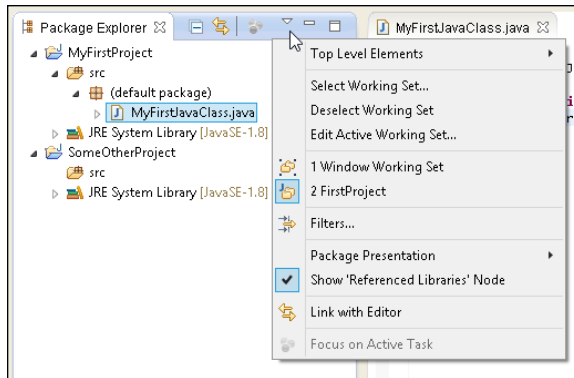 Package Explorer
MyFirstJavaClass.java
MyFirstProject
src
(default package)
MyFirstJavaClass.java
JRE System Library [JavaSE-1.8]
SomeOtherProject
src
JRE System Library [JavaSE-1.8]
Top Level Elements
Select Working Set...
Deselect Working Set
Edit Active Working Set...
1 Window Working Set
2 FirstProject
Filters...
Package Presentation
Show 'Referenced Libraries' Node
Link with Editor
Focus on Active Task